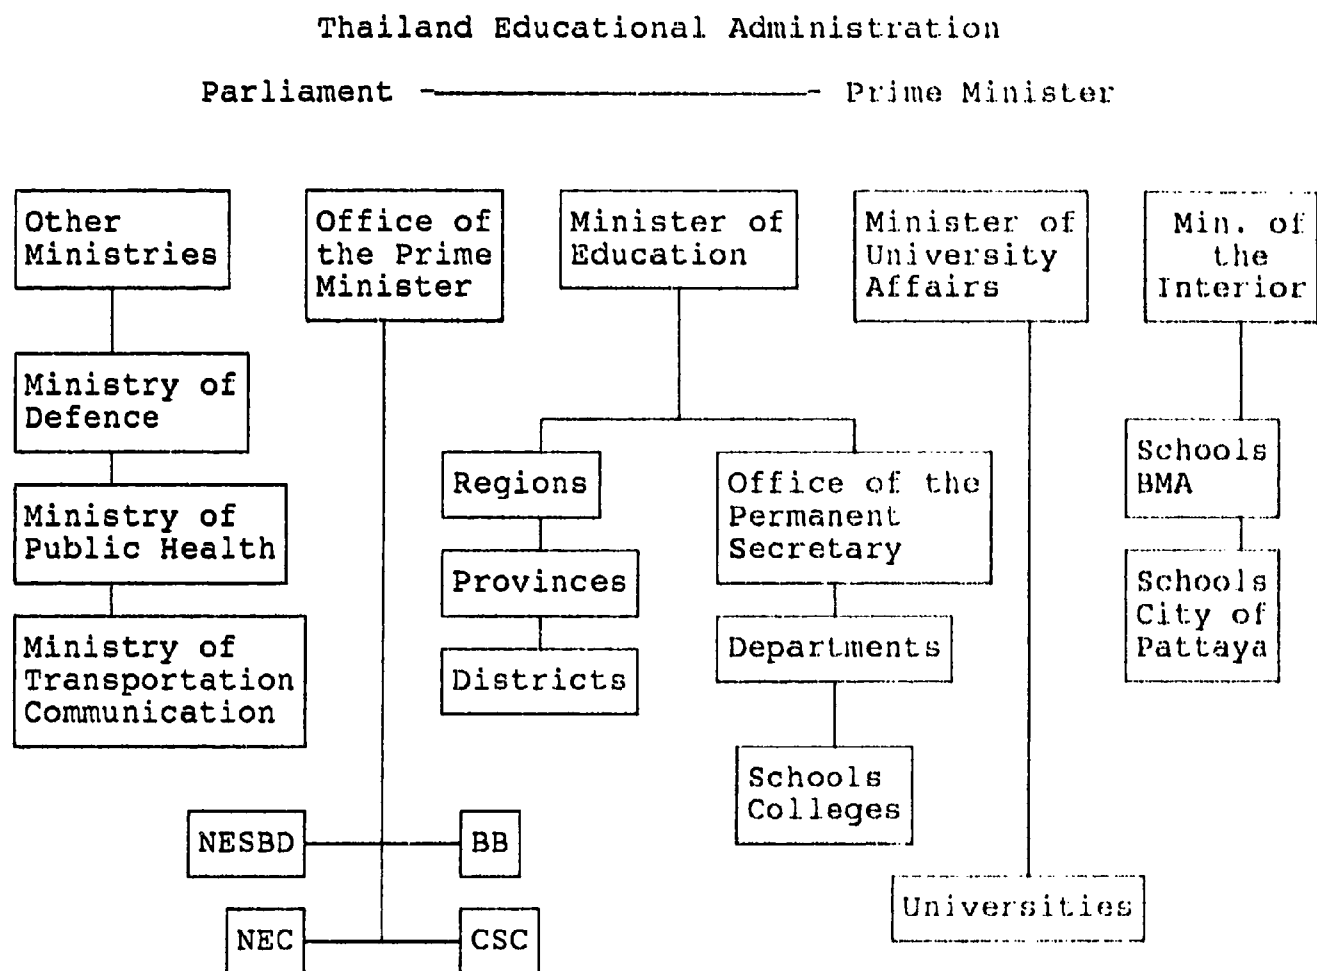 Thailand Educational Administration
Parliament
Prime Minister
Other
Ministries
Office of
the Prime
Minister
Minister of
Education
Minister of
University
Affairs
Min. of
the
Interior
Ministry of
Defence
Ministry of
Public Health
Ministry of
Transportation
Communication
Regions
Provinces
Districts
Office of the
Permanent
Secretary
Departments
Schools
Colleges
Schools
BMA
Schools
City of
Pattaya
NESBD
BB
NEC
CSC
Universities